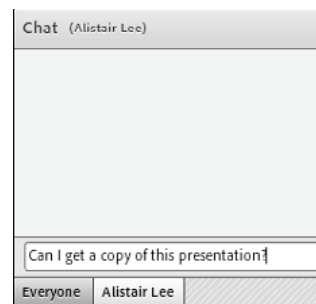 Chat (Alistair Lee)
Can I get a copy of this presentation?
Everyone Alistair Lee